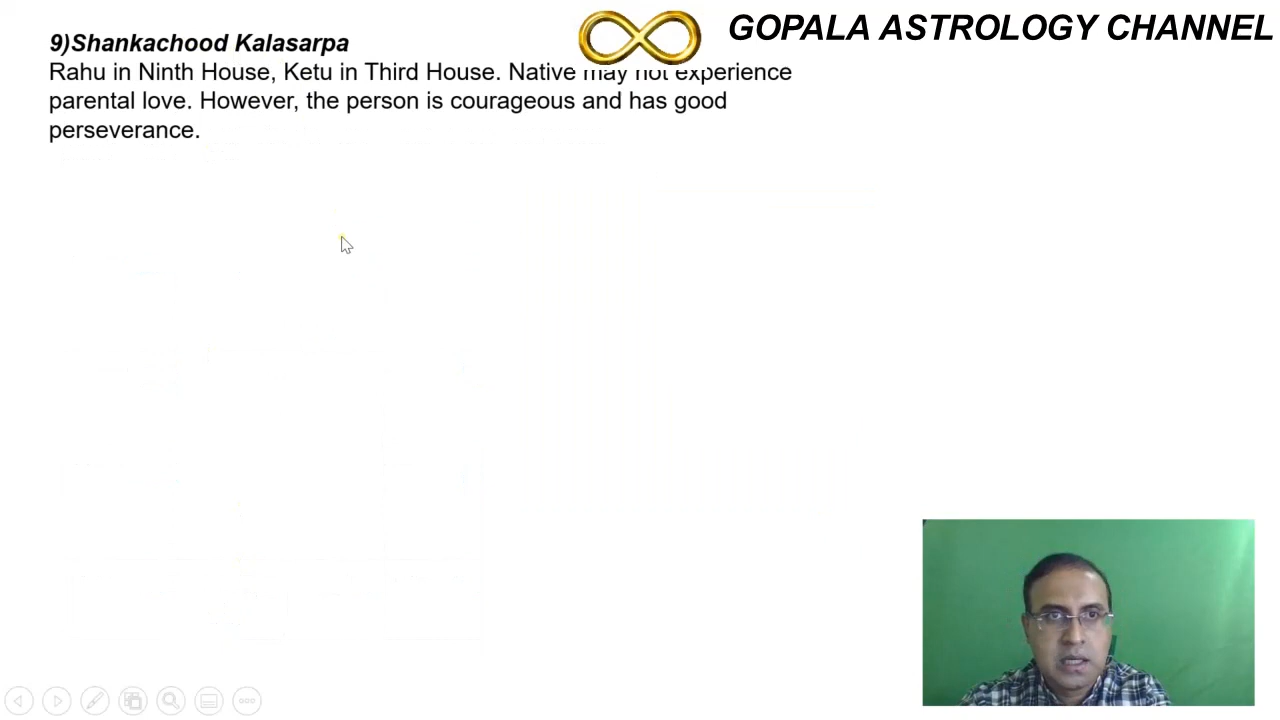 GOPALA ASTROLOGY CHANNEL
9)Shankachood Kalasarpa
Rahu in Ninth House, Ketu in Third House. Native may not experience
parental love. However, the person is courageous and has good
perseverance.